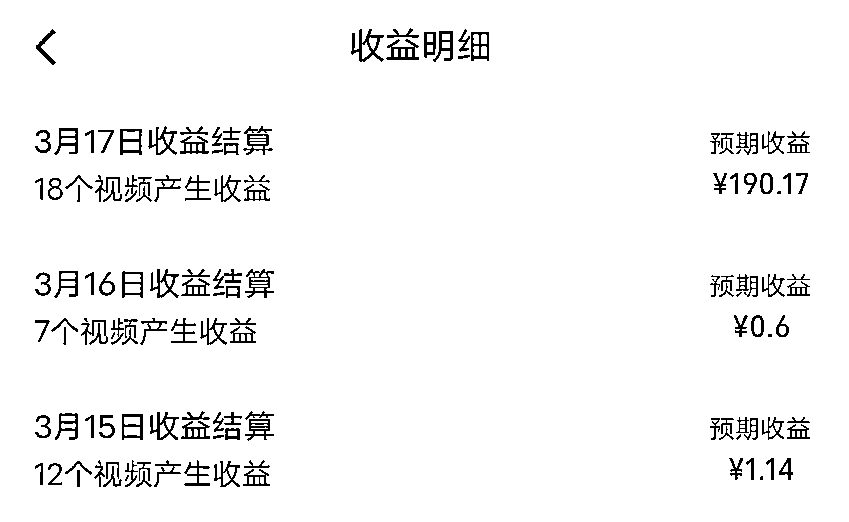 收益明细
3月17日收益结算
预期收益
18个视频产生收益
¥190.17
3月16日收益结算
预期收益
7个视频产生收益
¥0.6
3月15日收益结算
预期收益
12个视频产生收益
¥1.14